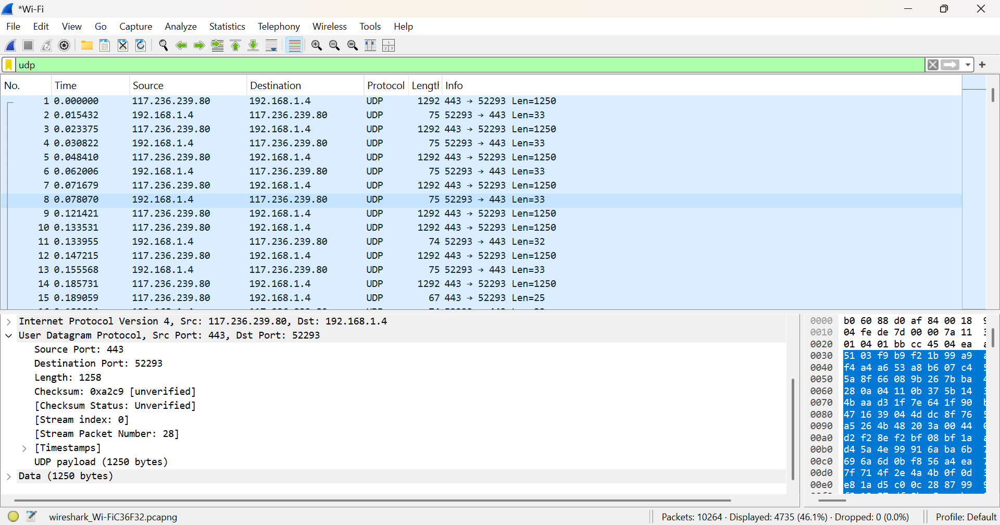 *Wi-Fi
File Edit View Go Capture Analyze Statistics Telephony Wireless Tools Help
udp
No. Time Source Destination Protocol Lengtl Info
1 0.000000 117.236.239.80 192.168.1.4 UDP 1292 443 → 52293 Len=1250
2 0.015432 192.168.1.4 117.236.239.80 UDP 75 52293 → 443 Len=33
3 0.023375 117.236.239.80 192.168.1.4 UDP 1292 443 → 52293 Len=1250
4 0.030822 192.168.1.4 117.236.239.80 UDP 75 52293 → 443 Len=33
5 0.048410 117.236.239.80 192.168.1.4 UDP 1292 443 → 52293 Len=1250
6 0.062006 192.168.1.4 117.236.239.80 UDP 75 52293 → 443 Len=33
7 0.071679 117.236.239.80 192.168.1.4 UDP 1292 443 → 52293 Len=1250
8 0.078070 192.168.1.4 117.236.239.80 UDP 75 52293 → 443 Len=33
9 0.121421 117.236.239.80 192.168.1.4 UDP 1292 443 → 52293 Len=1250
10 0.133531 117.236.239.80 192.168.1.4 UDP 1292 443 → 52293 Len=1250
11 0.133955 192.168.1.4 117.236.239.80 UDP 74 52293 → 443 Len=32
12 0.147215 117.236.239.80 192.168.1.4 UDP 1292 443 → 52293 Len=1250
13 0.155568 192.168.1.4 117.236.239.80 UDP 75 52293 → 443 Len=33
14 0.185731 117.236.239.80 192.168.1.4 UDP 1292 443 → 52293 Len=1250
15 0.189059 117.236.239.80 192.168.1.4 UDP 67 443 → 52293 Len=25
Internet Protocol Version 4, Src: 117.236.239.80, Dst: 192.168.1.4
User Datagram Protocol, Src Port: 443, Dst Port: 52293
Source Port: 443
Destination Port: 52293
Length: 1258
Checksum: 0xa2c9 [unverified]
[Checksum Status: Unverified]
[Stream index: 0]
[Stream Packet Number: 28]
[Timestamps]
UDP payload (1250 bytes)
Data (1250 bytes)
0000 b0 60 88 d0 af 84 00 18
0010 04 fe de 7d 00 00 7a 11
0020 01 04 01 bb cc 45 04 ea
0030 51 03 f9 b9 f2 1b 99 a9
0040 f4 a4 a6 53 a8 b6 07 c4
0050 5a 8f 66 08 9b 26 7b ba
0060 28 0a 04 11 0b 37 5b 14
0070 4b aa d3 1f 7e 64 1f 90
0080 47 16 39 04 4d dc 8f 76
0090 a5 26 4b 48 20 3a 00 44
00a0 d2 f2 8e f2 bf 08 bf 1a
00b0 d4 5a 4e 99 91 6a ba 6b
00c0 69 6a 6d 0b f8 56 a4 ea
00d0 7f 71 4f 2e 4a 4b 0f 0d
00e0 e8 1a d5 c0 0c 28 87 99
wireshark_Wi-FiC36F32.pcapng
Packets: 10264 · Displayed: 4735 (46.1%) · Dropped: 0 (0.0%)
Profile: Default